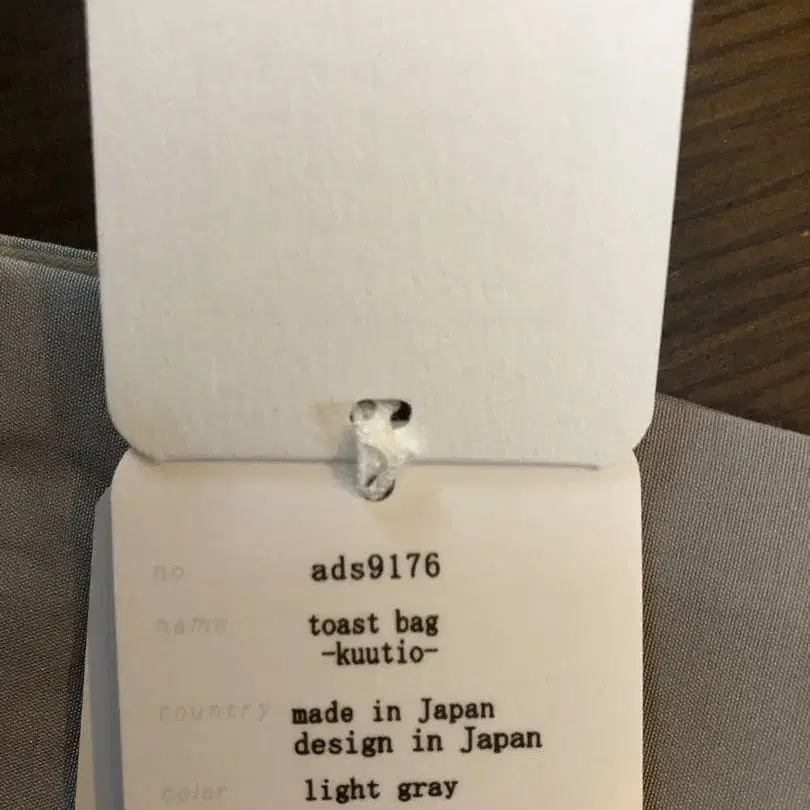 no ads9176
name toast bag
-kuutio-
country made in Japan
design in Japan
color light gray